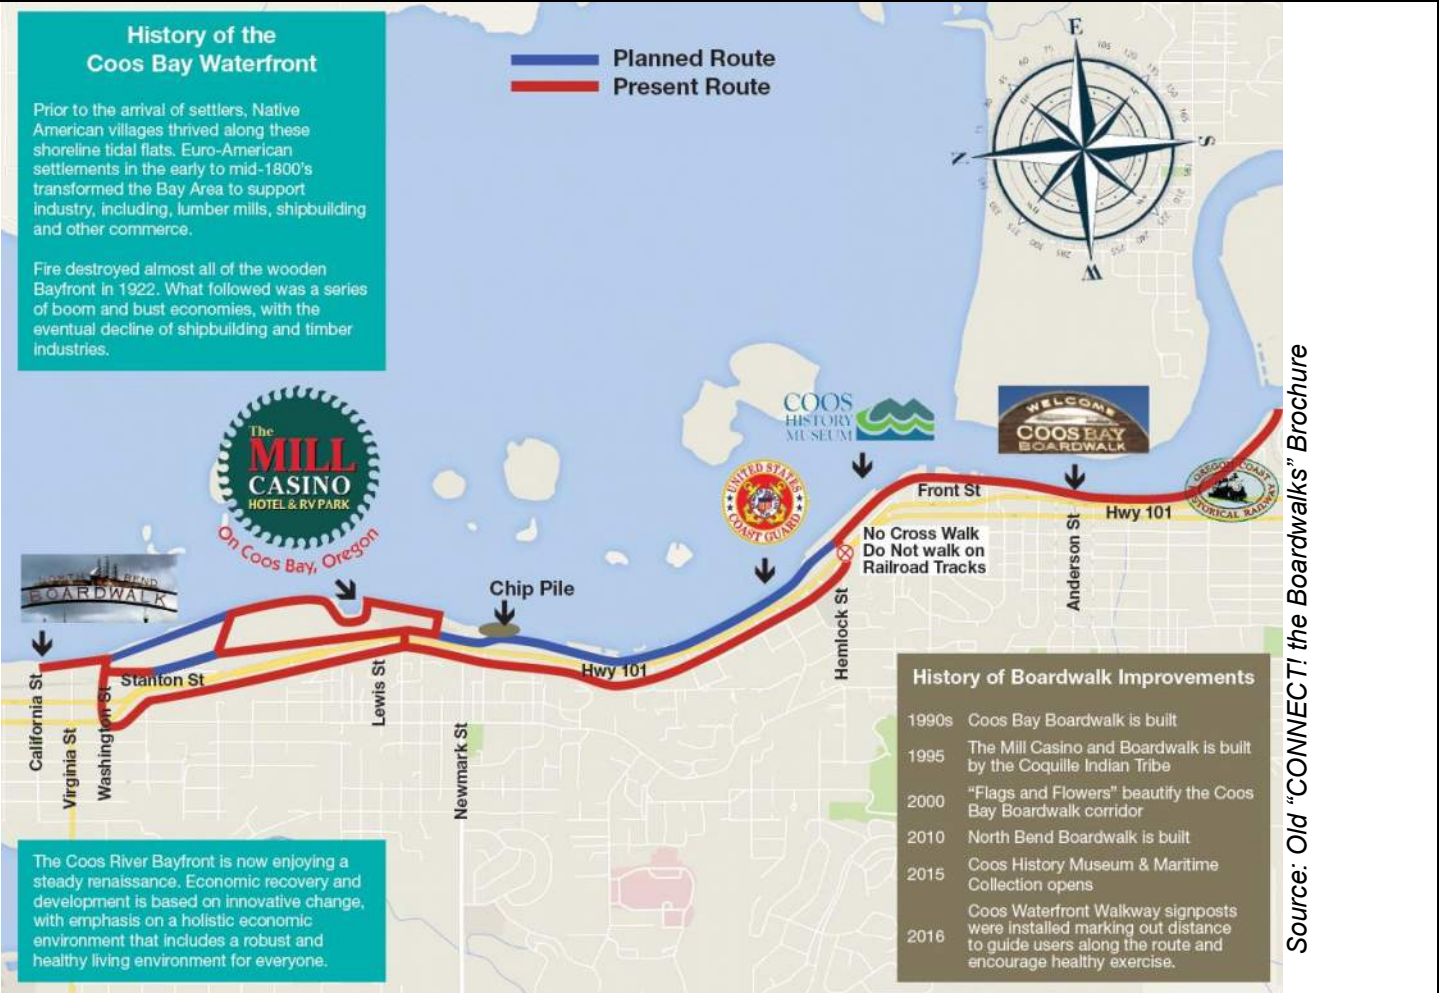 History of the
Coos Bay Waterfront
Prior to the arrival of settlers, Native
American villages thrived along these
shoreline tidal flats. Euro-American
settlements in the early to mid-1800's
transformed the Bay Area to support
industry, including, lumber mills, shipbuilding
and other commerce.
Fire destroyed almost all of the wooden
Bayfront in 1922. What followed was a series
of boom and bust economies, with the
eventual decline of shipbuilding and timber
industries.
Planned Route
Present Route
E
N
S
W
The
MILL
CASINO
HOTEL & RV PARK
On Coos Bay, Oregon
NORTH BEND
BOARDWALK
Chip Pile
UNITED STATES
COAST GUARD
COOS
HISTORY
MUSEUM
WELCOME
COOS BAY
BOARDWALK
OREGON COAST
HISTORICAL RAILWAY
Front St
Hwy 101
No Cross Walk
Do Not walk on
Railroad Tracks
Anderson St
Hemlock St
Hwy 101
Stanton St
Lewis St
Newmark St
California St
Virginia St
Washington St
History of Boardwalk Improvements
1990s Coos Bay Boardwalk is built
1995 The Mill Casino and Boardwalk is built
by the Coquille Indian Tribe
2000 “Flags and Flowers” beautify the Coos
Bay Boardwalk corridor
2010 North Bend Boardwalk is built
2015 Coos History Museum & Maritime
Collection opens
2016 Coos Waterfront Walkway signposts
were installed marking out distance
to guide users along the route and
encourage healthy exercise.
The Coos River Bayfront is now enjoying a
steady renaissance. Economic recovery and
development is based on innovative change,
with emphasis on a holistic economic
environment that includes a robust and
healthy living environment for everyone.
Source: Old “CONNECT! the Boardwalks” Brochure